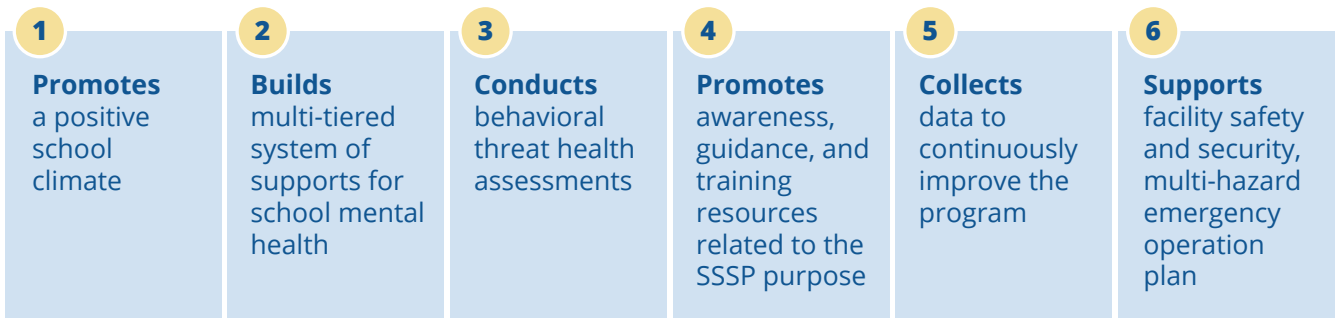 1
Promotes
a positive
school
climate
2
Builds
multi-tiered
system of
supports for
school mental
health
3
Conducts
behavioral
threat health
assessments
4
Promotes
awareness,
guidance, and
training
resources
related to the
SSSP purpose
5
Collects
data to
continuously
improve the
program
6
Supports
facility safety
and security,
multi-hazard
emergency
operation
plan